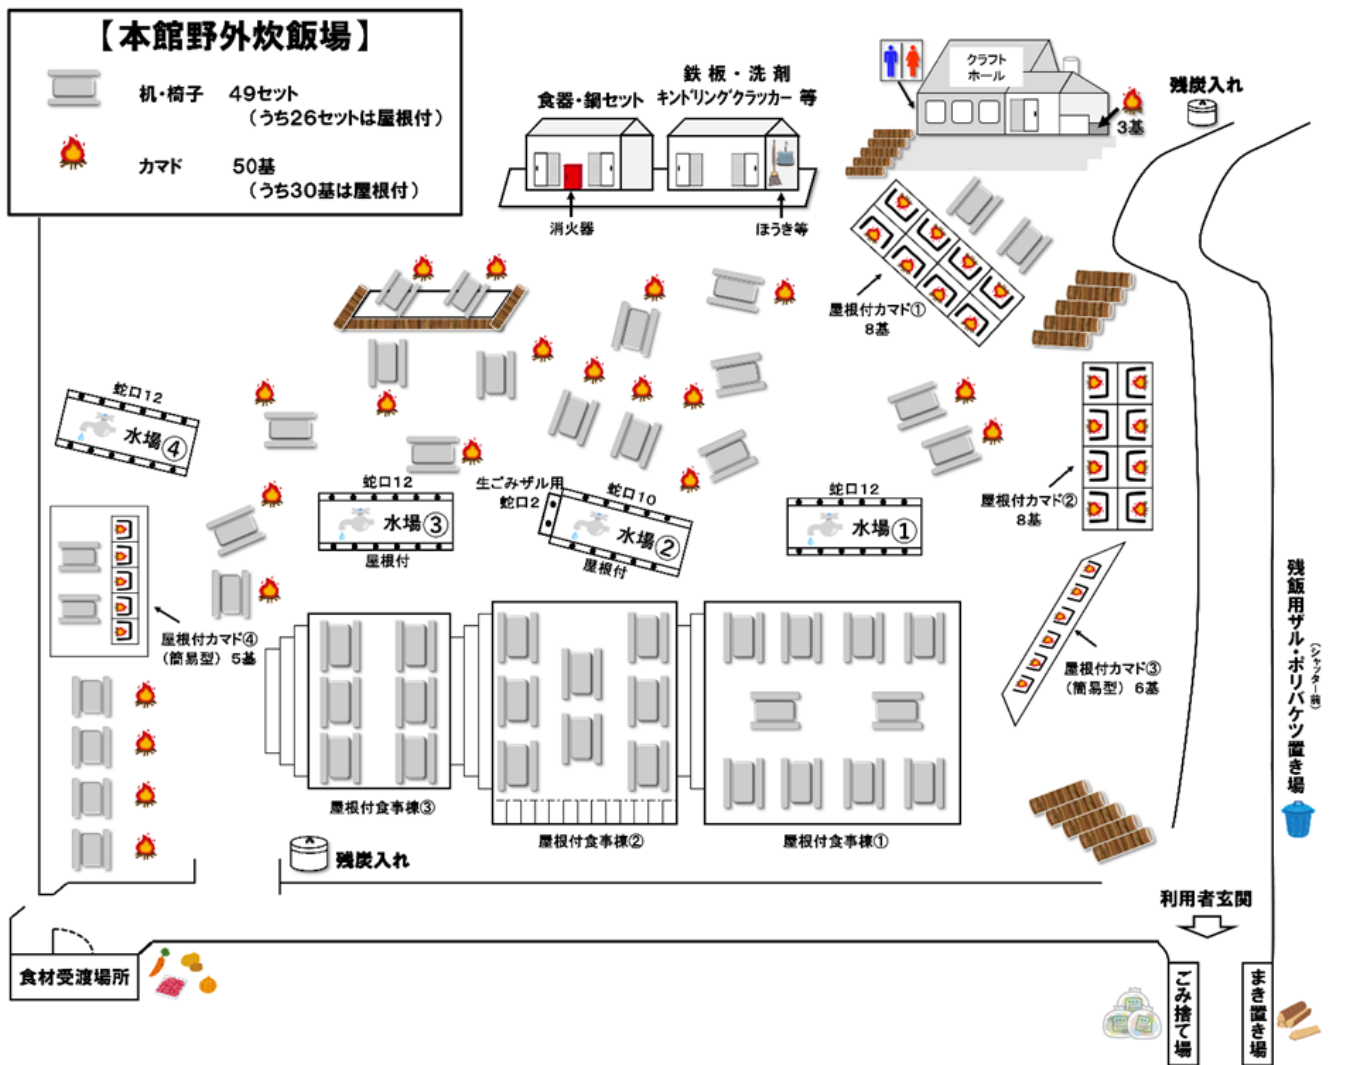 【本館野外炊飯場】
机・椅子　49セット
（うち26セットは屋根付）
カマド　50基
（うち30基は屋根付）
食器・鍋セット
鉄板・洗剤
キンドリングクラッカー 等
消火器
ほうき等
クラフト
ホール
3基
残炭入れ
屋根付カマド①
8基
蛇口12
水場④
蛇口12
水場③
屋根付
生ごみザル用
蛇口2
蛇口10
水場②
屋根付
蛇口12
水場①
屋根付カマド②
8基
屋根付カマド④
（簡易型）5基
屋根付カマド③
（簡易型）6基
残飯用ザル・ポリバケツ置き場
（シャッター前）
屋根付食事棟③
屋根付食事棟②
屋根付食事棟①
残炭入れ
利用者玄関
食材受渡場所
ごみ捨て場
まき置き場